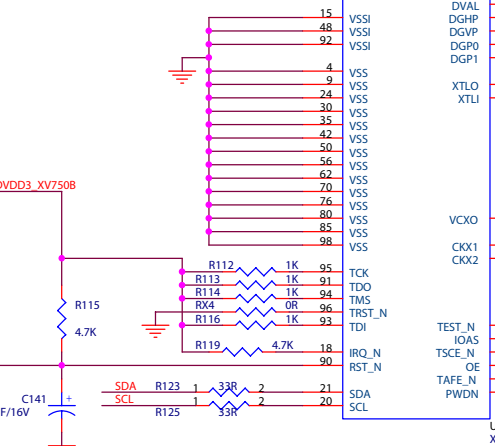 15 VSSI DVAL
48 VSSI DGHP
92 VSSI DGVP
DGP0
DGP1
4 VSS
9 VSS XTLO
24 VSS XTLI
30 VSS
35 VSS
42 VSS
50 VSS
56 VSS
62 VSS
70 VSS
76 VSS
80 VSS VCXO
85 VSS
98 VSS CKX1
CKX2
OVDD3_XV750B
R112 1K 95 TCK
R113 1K 91 TDO
R114 1K 94 TMS
RX4 0R 96 TRST_N
R116 1K 93 TDI TEST_N
IOAS
R115
4.7K
R119 4.7K 18 IRQ_N TSCE_N
90 RST_N OE
TAFE_N
SDA R123 1 33R 2 21 SDA PWDN
SCL R125 1 33R 2 20 SCL
C141 +
F/16V